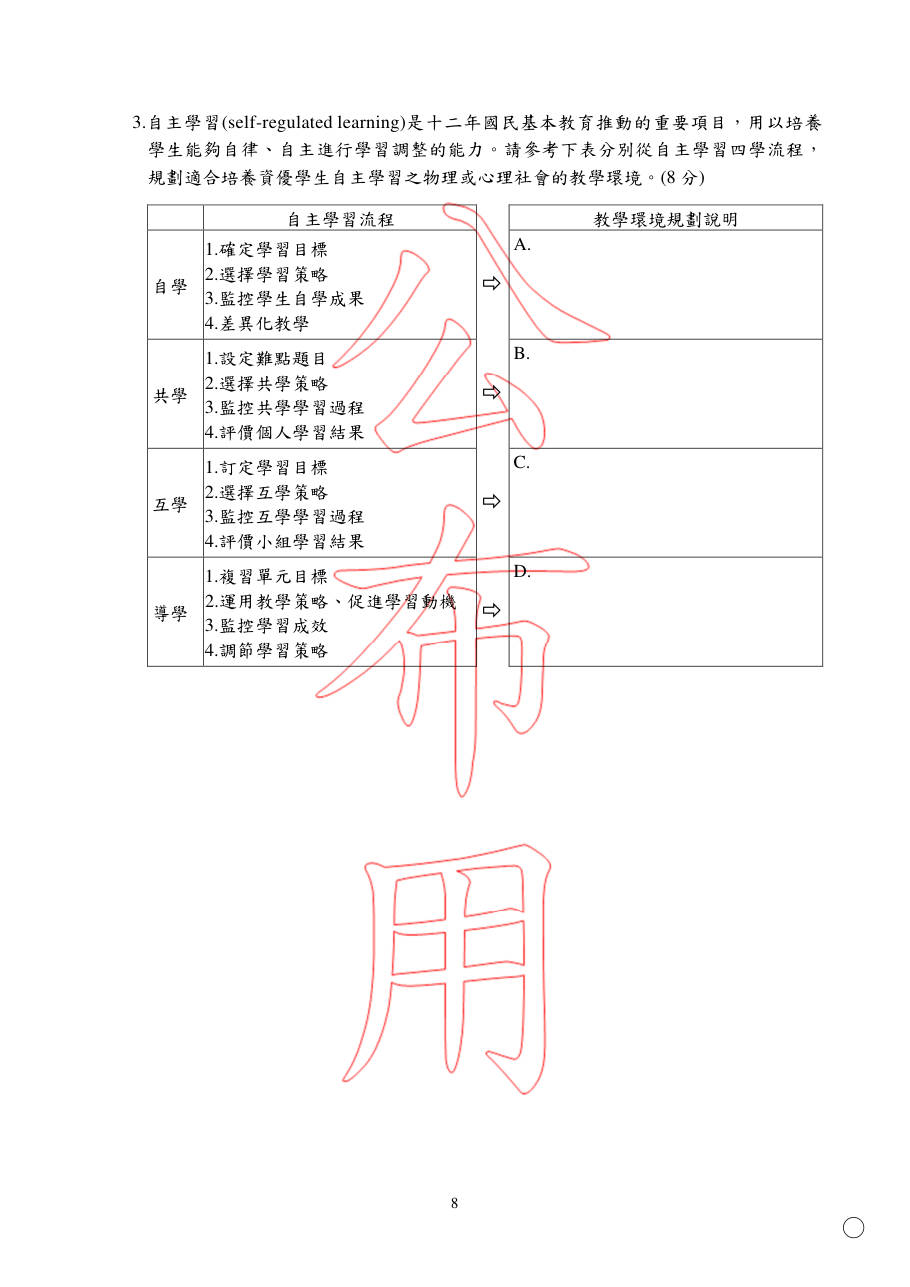 3.自主學習(self-regulated learning)是十二年國民基本教育推動的重要項目，用以培養
學生能夠自律、自主進行學習調整的能力。請參考下表分別從自主學習四學流程，
規劃適合培養資優學生自主學習之物理或心理社會的教學環境。(8 分)
自主學習流程
教學環境規劃說明
自學
1.確定學習目標
2.選擇學習策略
3.監控學生自學成果
4.差異化教學
⇨
A.
共學
1.設定難點題目
2.選擇共學策略
3.監控共學學習過程
4.評價個人學習結果
⇨
B.
互學
1.訂定學習目標
2.選擇互學策略
3.監控互學學習過程
4.評價小組學習結果
⇨
C.
導學
1.複習單元目標
2.運用教學策略、促進學習動機
3.監控學習成效
4.調節學習策略
⇨
D.
公
布
用
8